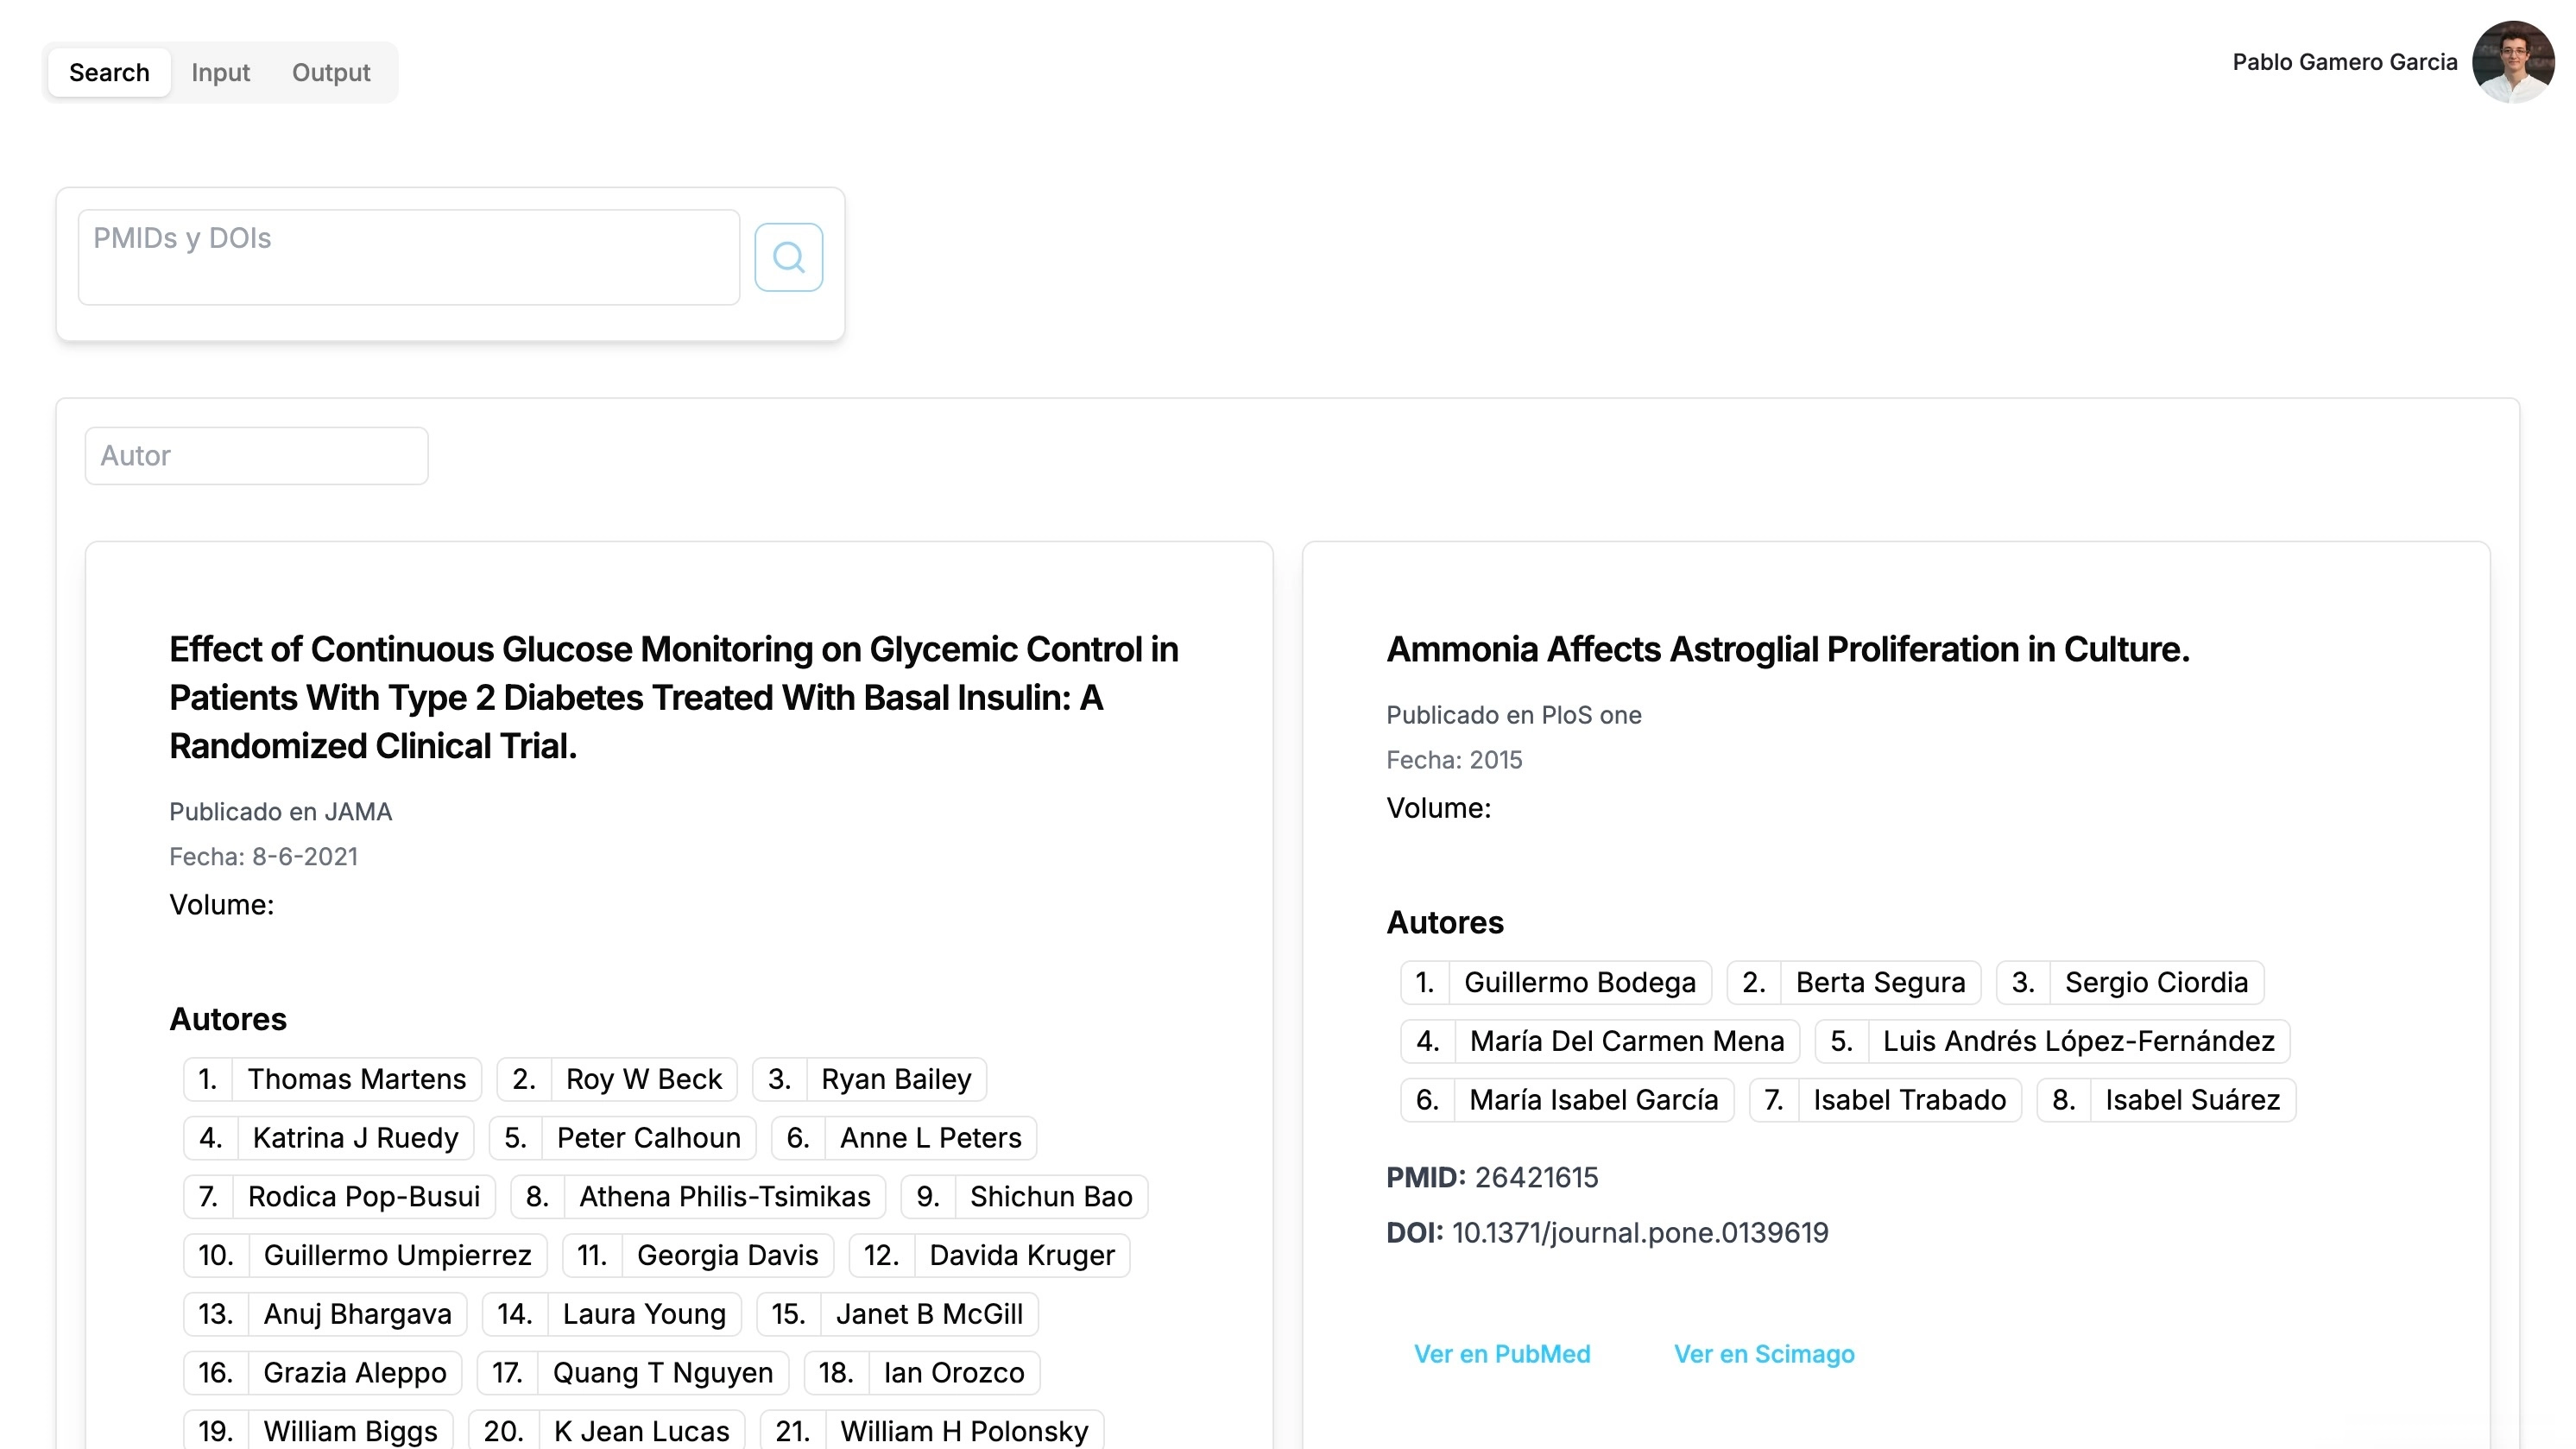 Search Input Output
Pablo Gamero Garcia
PMIDs y DOIs
Autor
Effect of Continuous Glucose Monitoring on Glycemic Control in
Patients With Type 2 Diabetes Treated With Basal Insulin: A
Randomized Clinical Trial.
Publicado en JAMA
Fecha: 8-6-2021
Volume:
Autores
1. Thomas Martens 2. Roy W Beck 3. Ryan Bailey
4. Katrina J Ruedy 5. Peter Calhoun 6. Anne L Peters
7. Rodica Pop-Busui 8. Athena Philis-Tsimikas 9. Shichun Bao
10. Guillermo Umpierrez 11. Georgia Davis 12. Davida Kruger
13. Anuj Bhargava 14. Laura Young 15. Janet B McGill
16. Grazia Aleppo 17. Quang T Nguyen 18. Ian Orozco
19. William Biggs 20. K Jean Lucas 21. William H Polonsky
Ammonia Affects Astroglial Proliferation in Culture.
Publicado en PloS one
Fecha: 2015
Volume:
Autores
1. Guillermo Bodega 2. Berta Segura 3. Sergio Ciordia
4. María Del Carmen Mena 5. Luis Andrés López-Fernández
6. María Isabel García 7. Isabel Trabado 8. Isabel Suárez
PMID: 26421615
DOI: 10.1371/journal.pone.0139619
Ver en PubMed Ver en Scimago